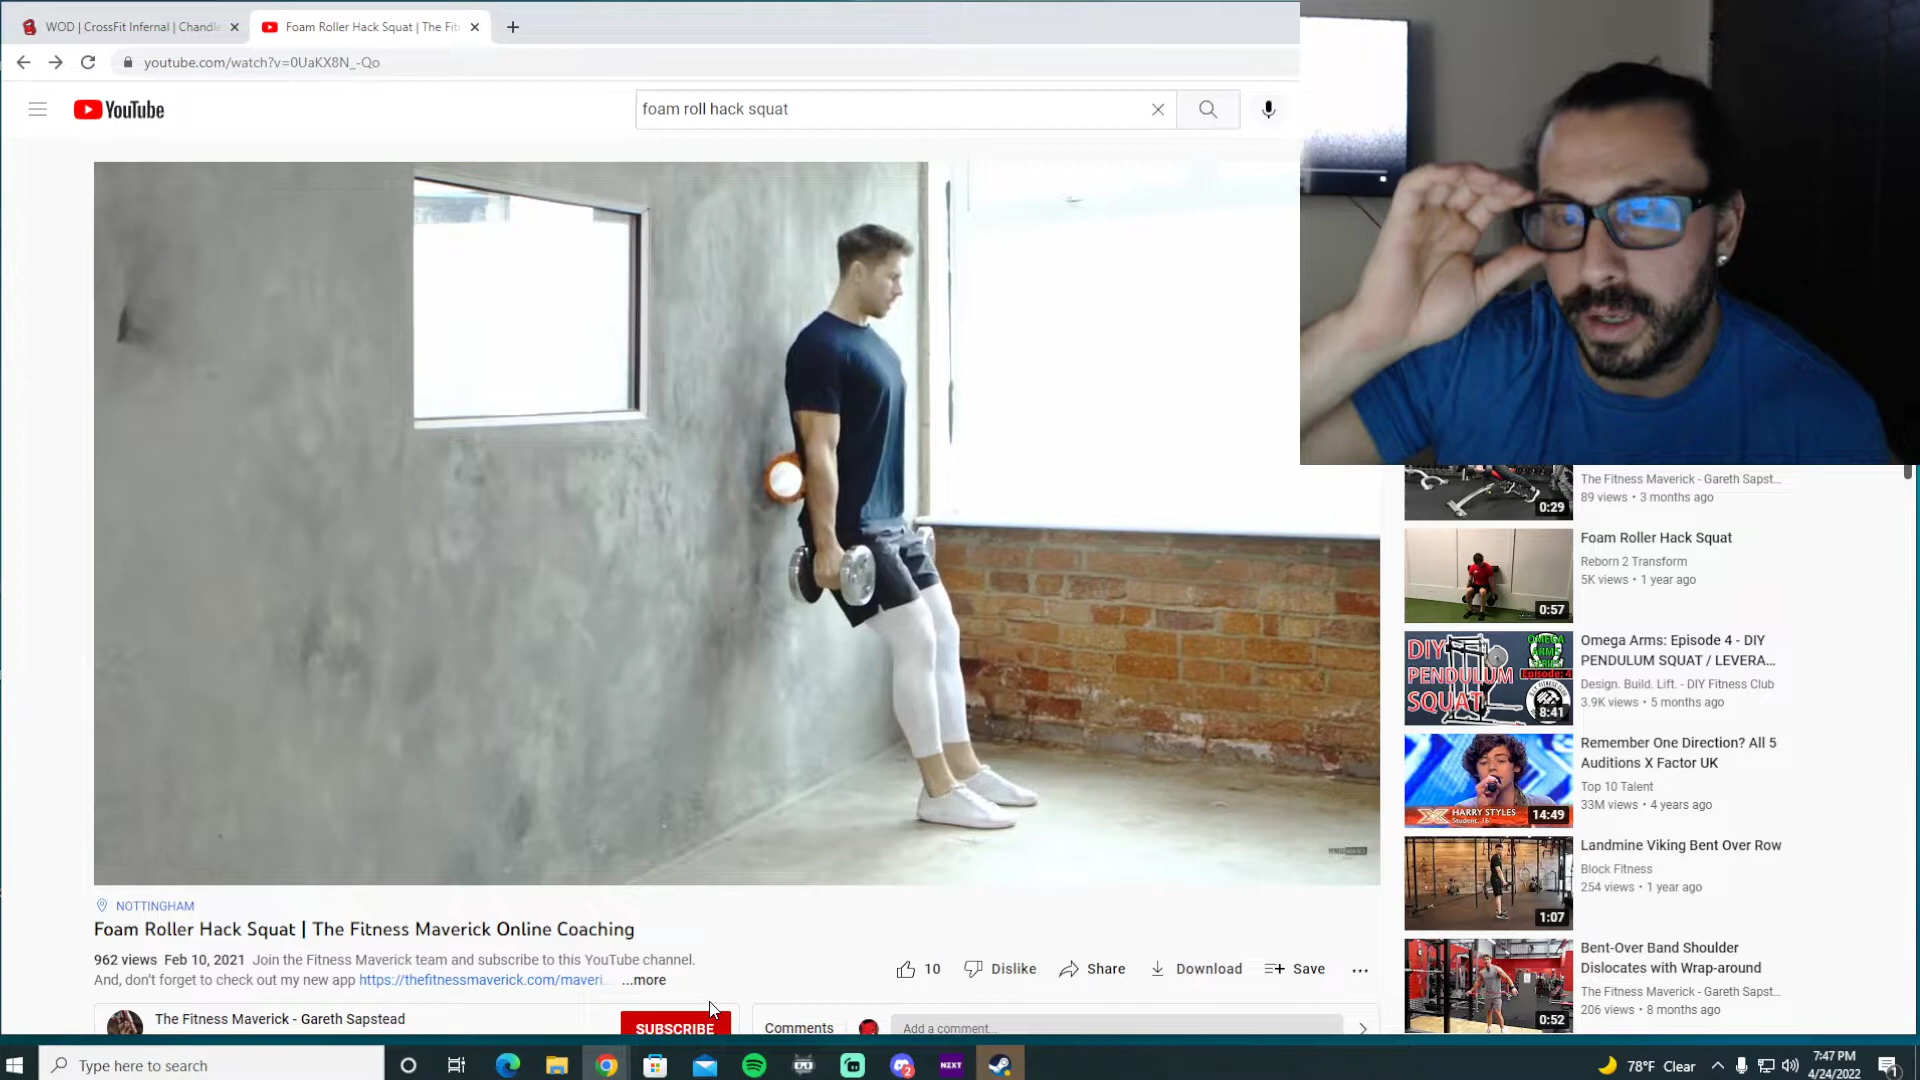 WOD | CrossFit Infernal | Chandle
Foam Roller Hack Squat | The Fit
youtube.com/watch?v=0UaKX8N_-Qo
YouTube
foam roll hack squat
NOTTINGHAM
Foam Roller Hack Squat | The Fitness Maverick Online Coaching
962 views Feb 10, 2021 Join the Fitness Maverick team and subscribe to this YouTube channel.
And, don't forget to check out my new app https://thefitnessmaverick.com/maveri... ...more
10 Dislike Share Download Save
The Fitness Maverick - Gareth Sapstead
SUBSCRIBE
Comments
Add a comment...
The Fitness Maverick - Gareth Sapst...
89 views • 3 months ago
0:29
Foam Roller Hack Squat
Reborn 2 Transform
5K views • 1 year ago
0:57
DIY
PENDULUM
SQUAT
OMEGA
ARMS
Episode: 4
8:41
Omega Arms: Episode 4 - DIY
PENDULUM SQUAT / LEVERA...
Design. Build. Lift. - DIY Fitness Club
3.9K views • 5 months ago
HARRY STYLES
Student, 16
14:49
Remember One Direction? All 5
Auditions X Factor UK
Top 10 Talent
33M views • 4 years ago
1:07
Landmine Viking Bent Over Row
Block Fitness
254 views • 1 year ago
0:52
Bent-Over Band Shoulder
Dislocates with Wrap-around
The Fitness Maverick - Gareth Sapst...
206 views • 8 months ago
Type here to search
NZXT
2
78°F Clear
7:47 PM
4/24/2022
1